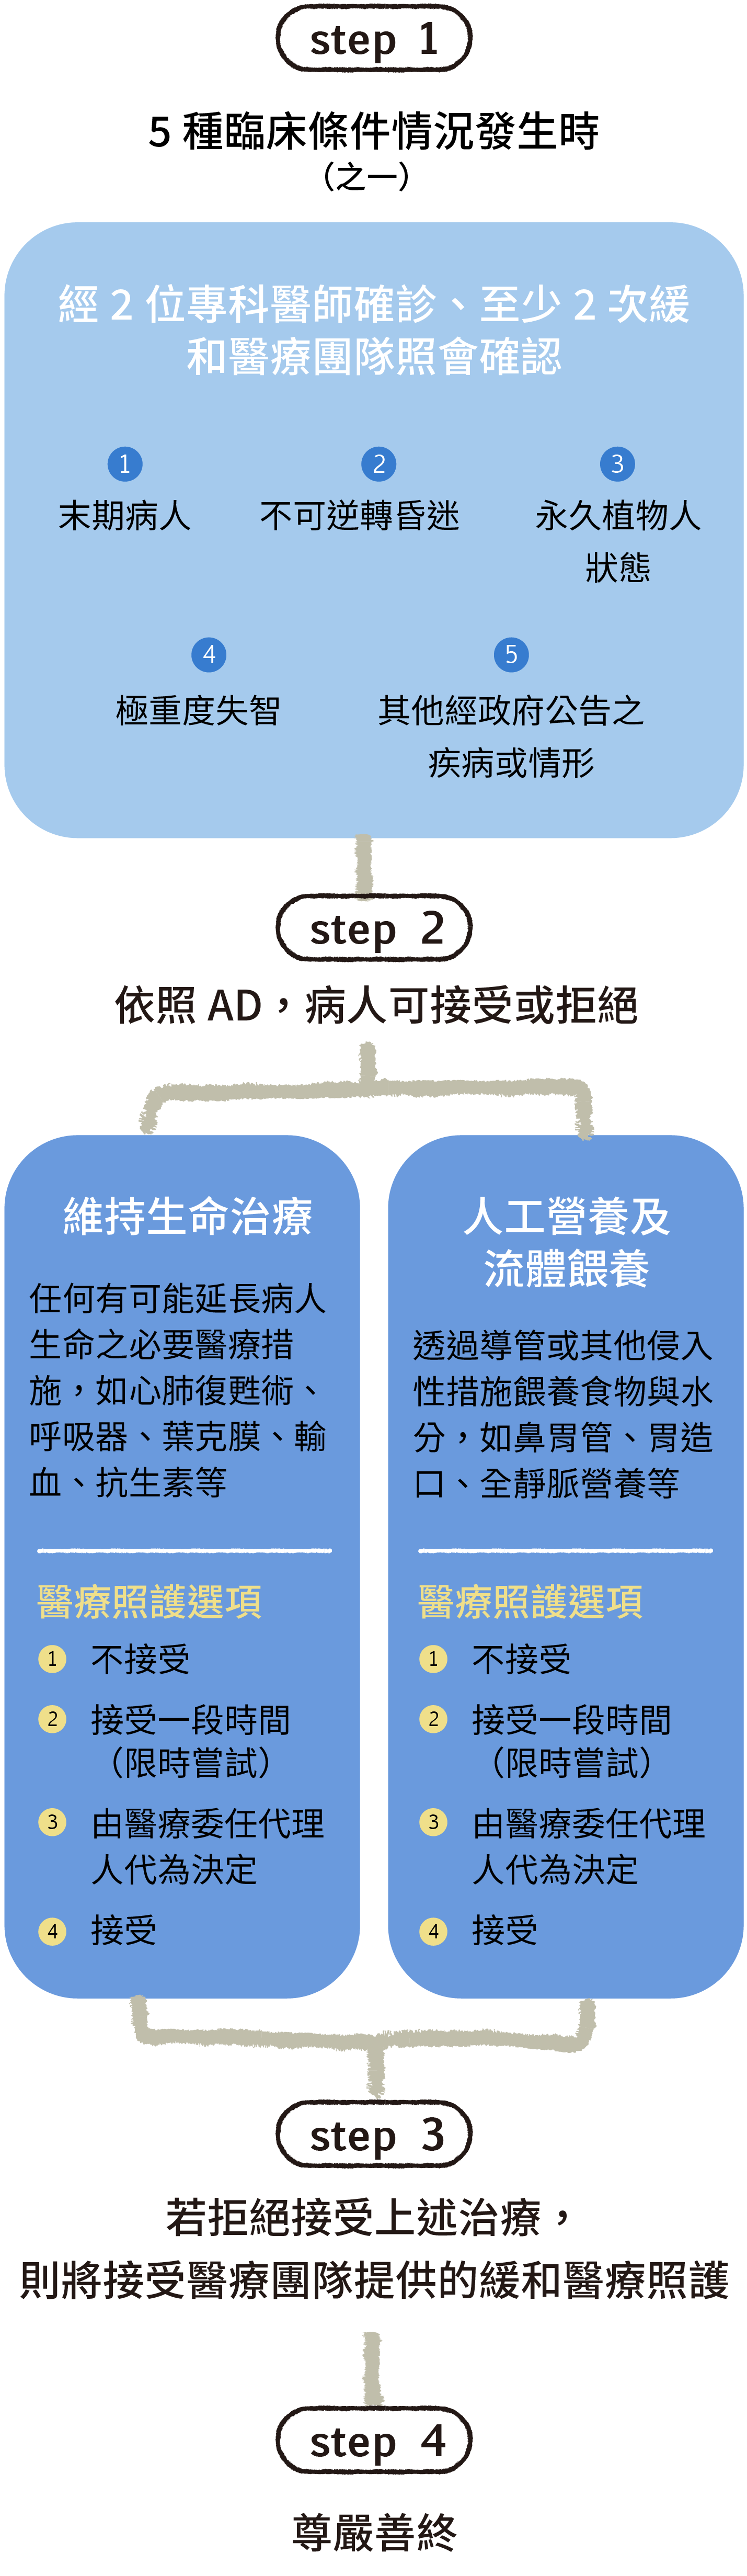 step 1
5 種臨床條件情況發生時
（之一）
經 2 位專科醫師確診、至少 2 次緩
和醫療團隊照會確認
1
末期病人
2
不可逆轉昏迷
3
永久植物人
狀態
4
極重度失智
5
其他經政府公告之
疾病或情形
step 2
依照 AD，病人可接受或拒絕
維持生命治療
任何有可能延長病人
生命之必要醫療措
施，如心肺復甦術、
呼吸器、葉克膜、輸
血、抗生素等
醫療照護選項
1 不接受
2 接受一段時間
（限時嘗試）
3 由醫療委任代理
人代為決定
4 接受
人工營養及
流體餵養
透過導管或其他侵入
性措施餵養食物與水
分，如鼻胃管、胃造
口、全靜脈營養等
醫療照護選項
1 不接受
2 接受一段時間
（限時嘗試）
3 由醫療委任代理
人代為決定
4 接受
step 3
若拒絕接受上述治療，
則將接受醫療團隊提供的緩和醫療照護
step 4
尊嚴善終